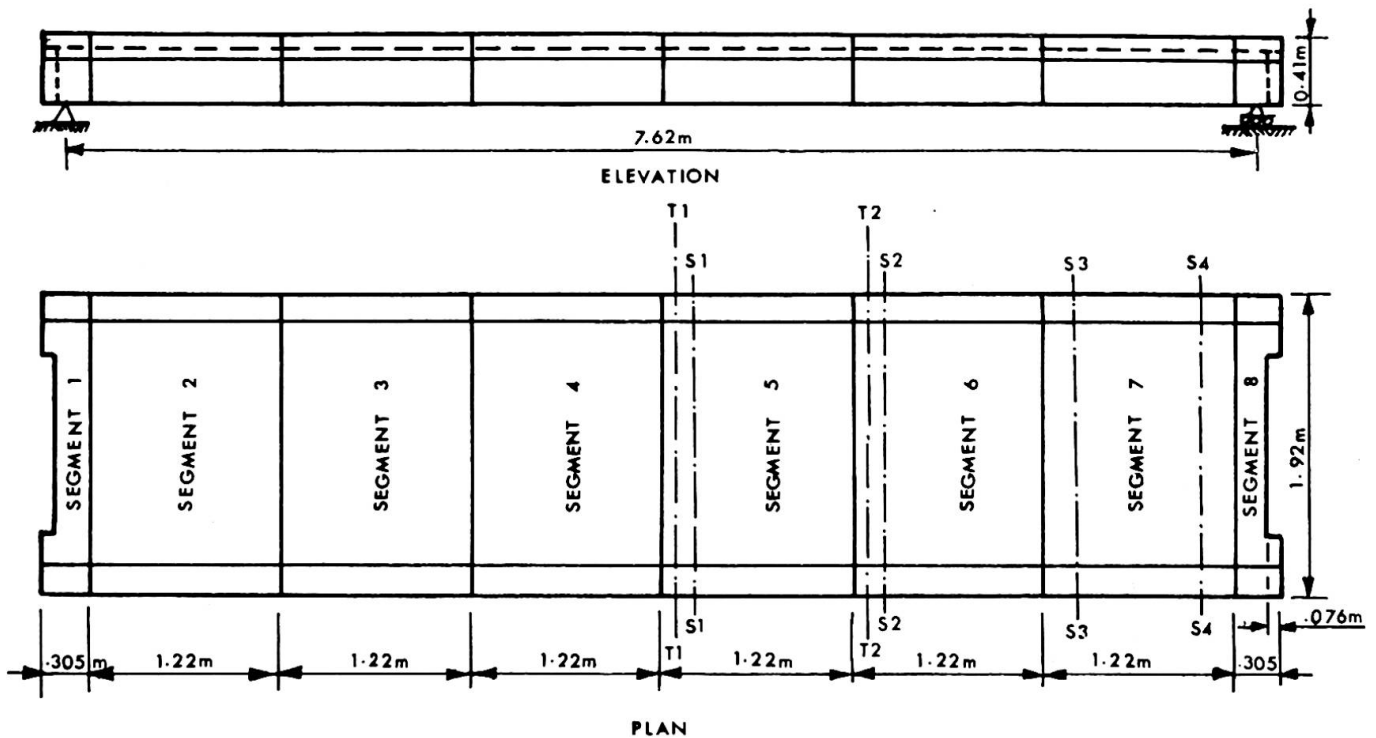 0.41m
7.62m
ELEVATION
T1 T2
S1 S2 S3 S4
SEGMENT 1
SEGMENT 2
SEGMENT 3
SEGMENT 4
SEGMENT 5
SEGMENT 6
SEGMENT 7
SEGMENT 8
1.92m
S1 S2 S3 S4
.076m
T1 T2
.305m 1·22m 1·22m 1·22m 1·22m 1·22m 1·22m .305
PLAN